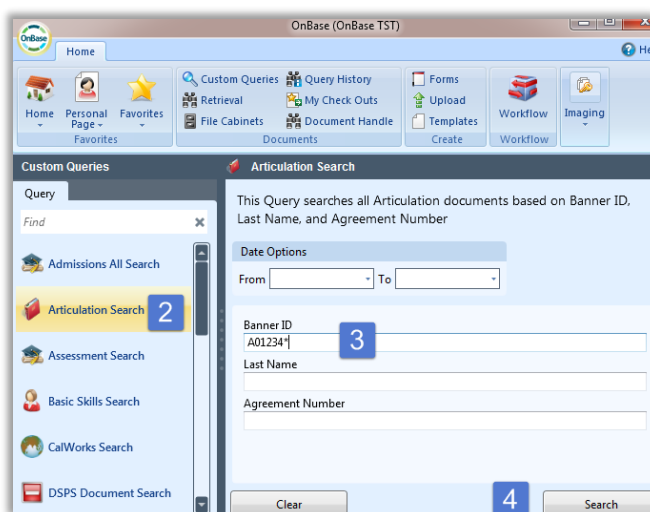 OnBase (OnBase TST)
OnBase
Home
He
Home
Personal Page
Favorites
Favorites
Custom Queries
Retrieval
File Cabinets
Query History
My Check Outs
Document Handle
Documents
Forms
Upload
Templates
Create
Workflow
Workflow
Imaging
Custom Queries
Query
Find
Admissions All Search
Articulation Search 2
Assessment Search
Basic Skills Search
CalWorks Search
DSPS Document Search
Articulation Search
This Query searches all Articulation documents based on Banner ID,
Last Name, and Agreement Number
Date Options
From To
Banner ID
A01234* 3
Last Name
Agreement Number
Clear 4 Search